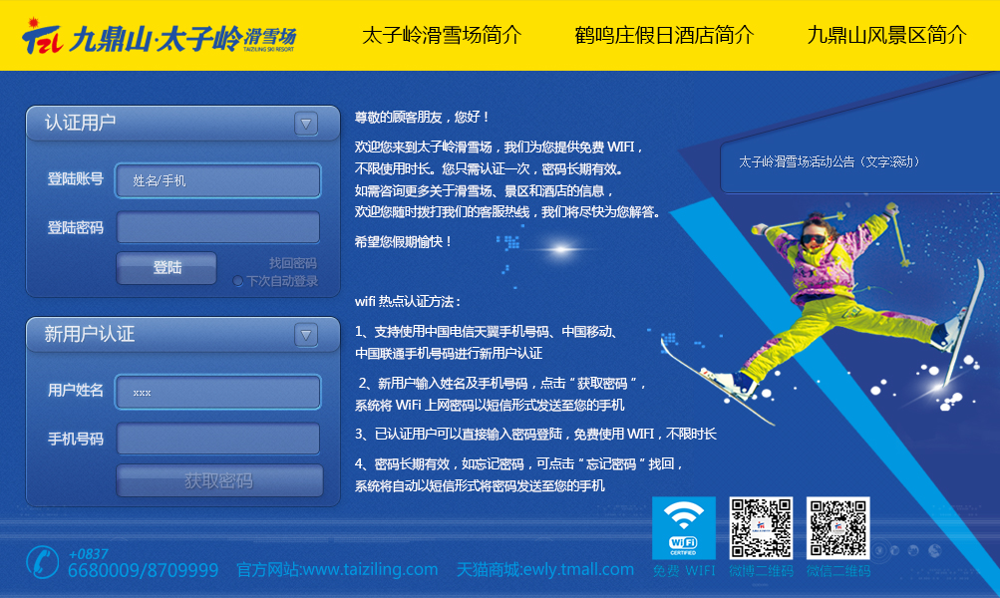 TZL 九鼎山·太子岭滑雪场
TAIZILING SKI RESORT
太子岭滑雪场简介
鹤鸣庄假日酒店简介
九鼎山风景区简介
认证用户
登陆账号
姓名/手机
登陆密码
登陆
找回密码
下次自动登录
新用户认证
用户姓名
xxx
手机号码
获取密码
尊敬的顾客朋友，您好！
欢迎您来到太子岭滑雪场，我们为您提供免费 WIFI，
不限使用时长。您只需认证一次，密码长期有效。
如需咨询更多关于滑雪场、景区和酒店的信息，
欢迎您随时拨打我们的客服热线，我们将尽快为您解答。
希望您假期愉快！
wifi 热点认证方法：
1、支持使用中国电信天翼手机号码、中国移动、
中国联通手机号码进行新用户认证
2、新用户输入姓名及手机号码，点击“获取密码”，
系统将 WiFi 上网密码以短信形式发送至您的手机
3、已认证用户可以直接输入密码登陆，免费使用 WIFI，不限时长
4、密码长期有效，如忘记密码，可点击“忘记密码”找回，
系统将自动以短信形式将密码发送至您的手机
太子岭滑雪场活动公告（文字滚动）
+0837
6680009/8709999
官方网站:www.taiziling.com
天猫商城:ewly.tmall.com
WiFi
CERTIFIED
免费 WIFI
微博二维码
微信二维码